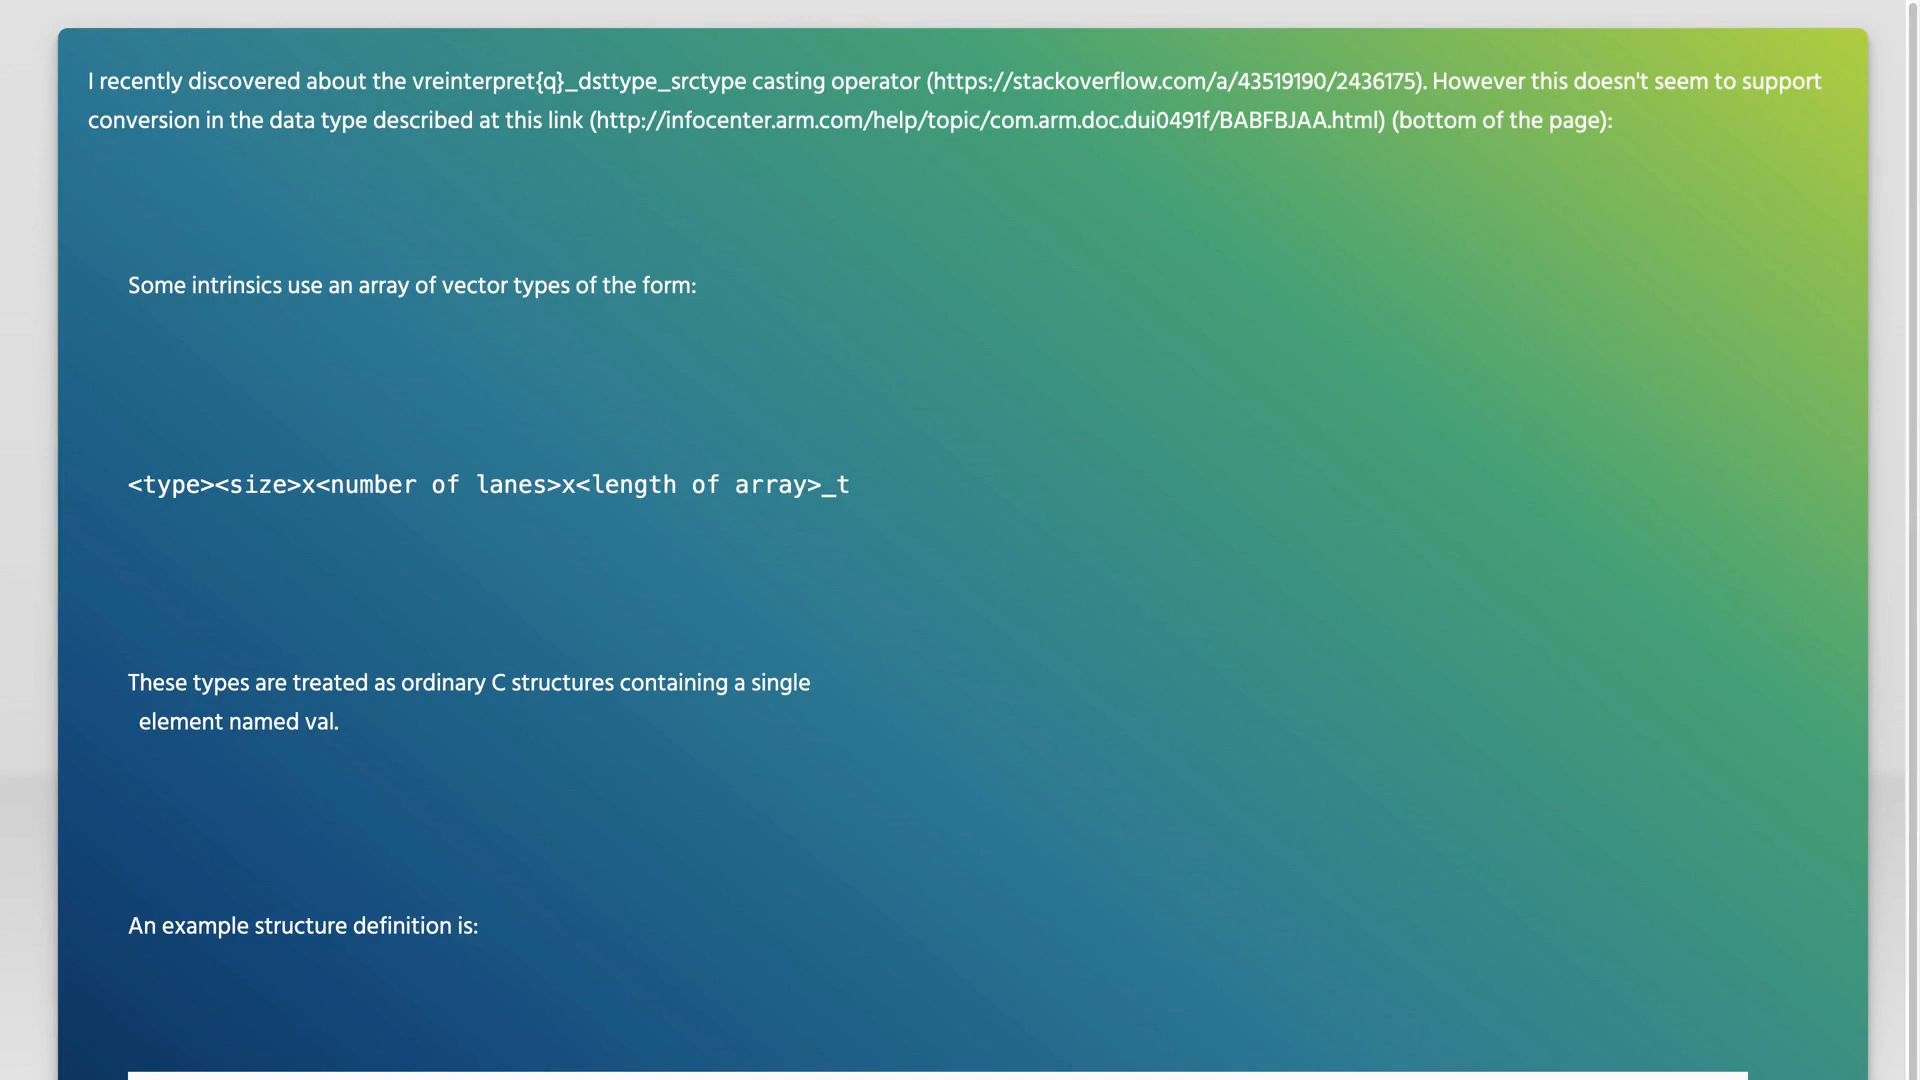 I recently discovered about the vreinterpret{q}_dsttype_srctype casting operator (https://stackoverflow.com/a/43519190/2436175). However this doesn't seem to support
conversion in the data type described at this link (http://infocenter.arm.com/help/topic/com.arm.doc.dui0491f/BABFBJAA.html) (bottom of the page):
Some intrinsics use an array of vector types of the form:
<type><size>x<number of lanes>x<length of array>_t
These types are treated as ordinary C structures containing a single
element named val.
An example structure definition is: